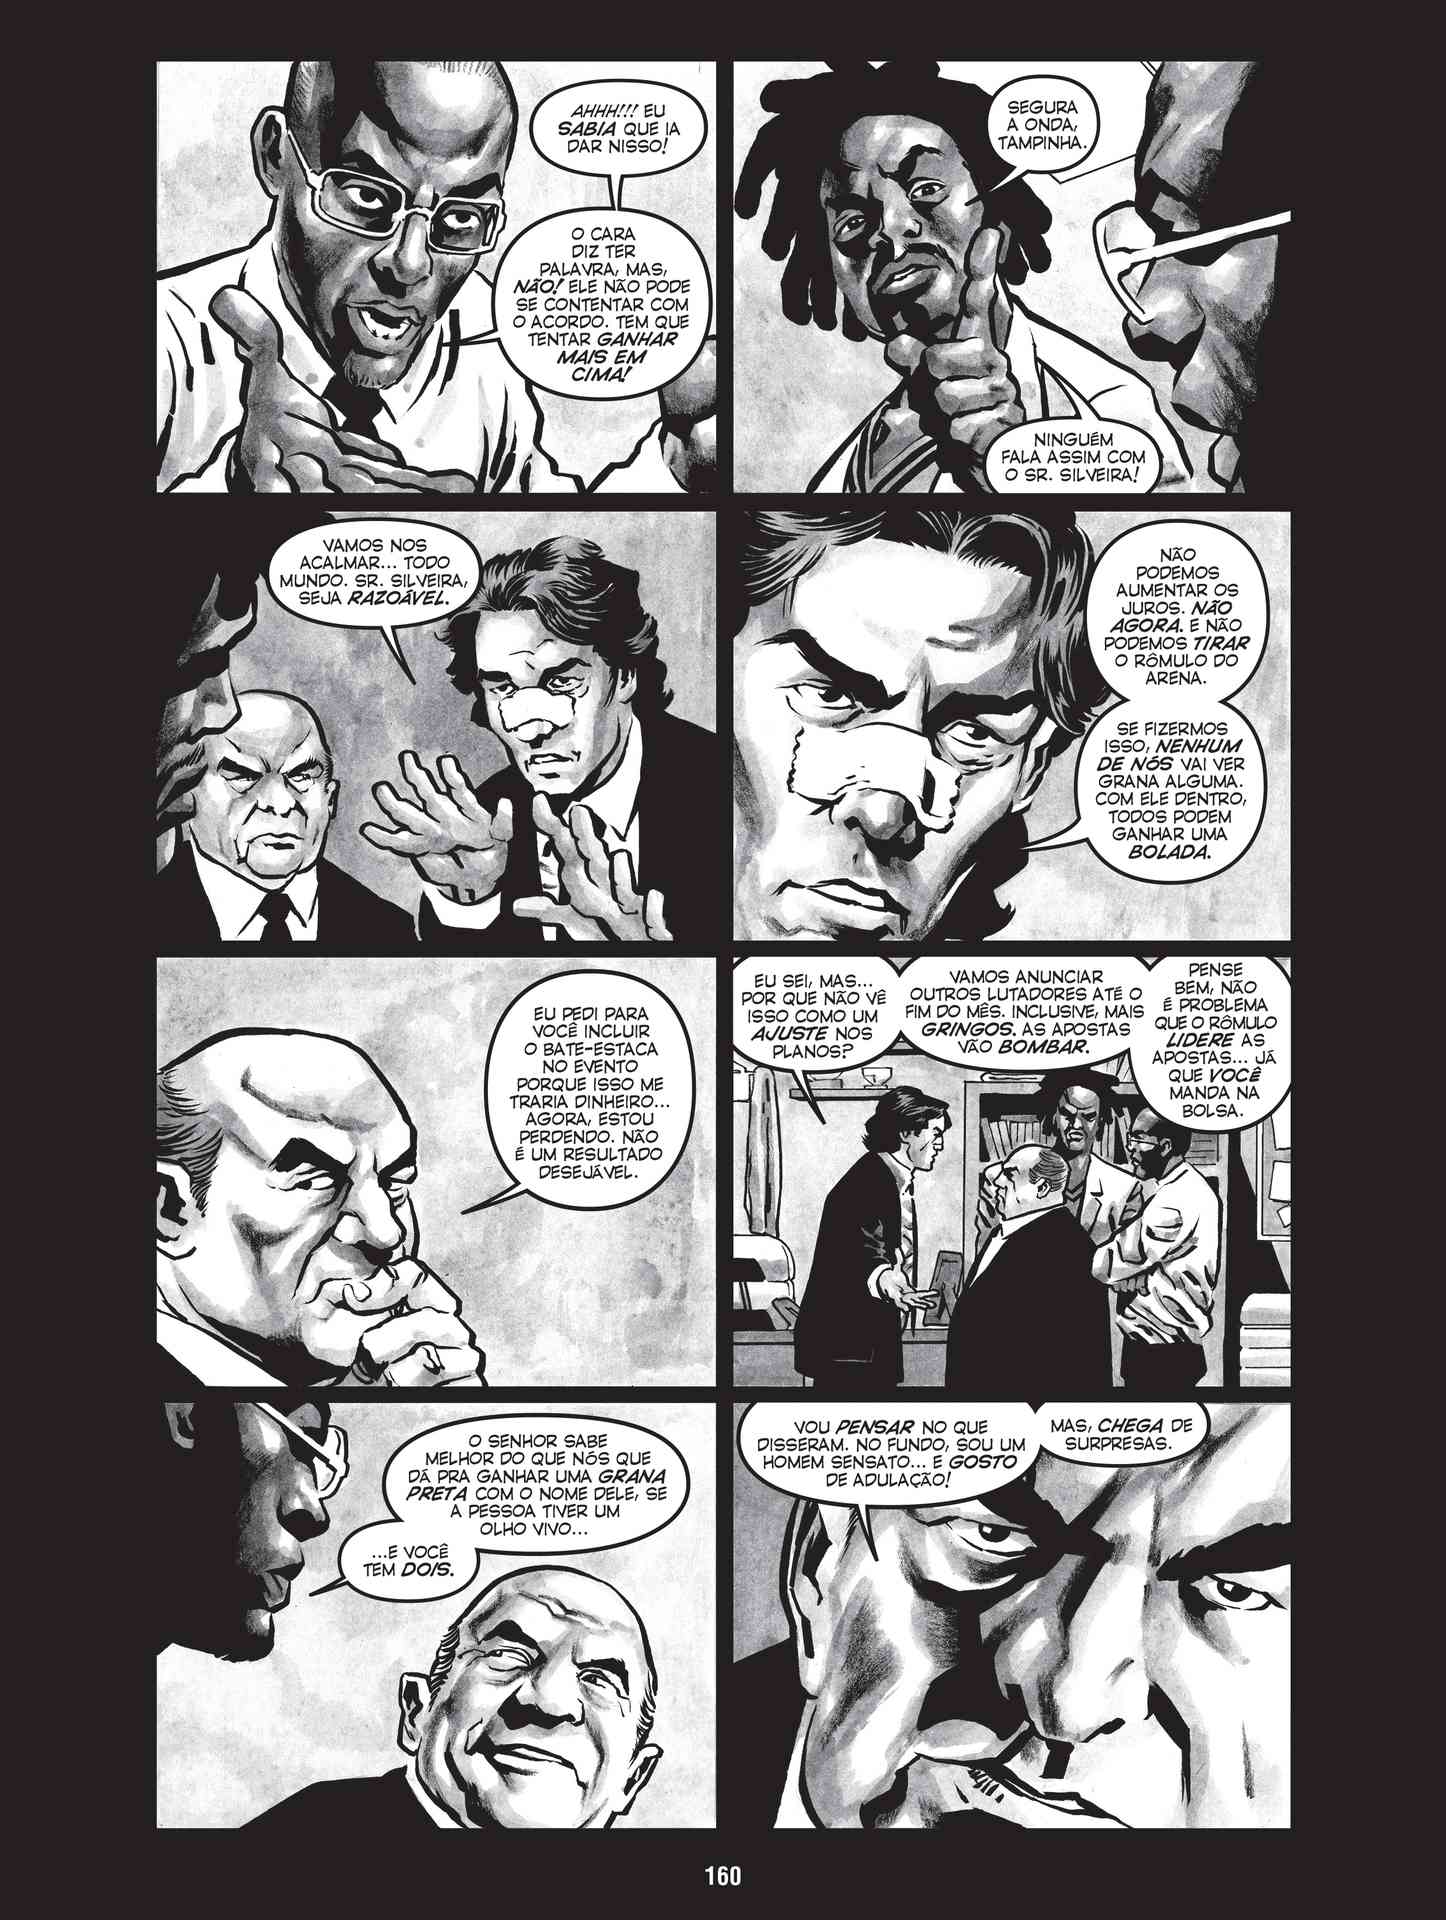 AHHH!!! EU
SABIA QUE IA
DAR NISSO!
O CARA
DIZ TER
PALAVRA, MAS,
NÃO! ELE NÃO PODE
SE CONTENTAR COM
O ACORDO. TEM QUE
TENTAR GANHAR
MAIS EM
CIMA!
SEGURA
A ONDA,
TAMPINHA.
NINGUÉM
FALA ASSIM COM
O SR. SILVEIRA!
VAMOS NOS
ACALMAR... TODO
MUNDO. SR. SILVEIRA,
SEJA RAZOÁVEL.
NÃO
PODEMOS
AUMENTAR OS
JUROS. NÃO
AGORA. E NÃO
PODEMOS TIRAR
O RÔMULO DO
ARENA.
SE FIZERMOS
ISSO, NENHUM
DE NÓS VAI VER
GRANA ALGUMA.
COM ELE DENTRO,
TODOS PODEM
GANHAR UMA
BOLADA.
EU PEDI PARA
VOCÊ INCLUIR
O BATE-ESTACA
NO EVENTO
PORQUE ISSO ME
TRARIA DINHEIRO...
AGORA, ESTOU
PERDENDO. NÃO
É UM RESULTADO
DESEJÁVEL.
EU SEI, MAS...
POR QUE NÃO VÊ
ISSO COMO UM
AJUSTE NOS
PLANOS?
VAMOS ANUNCIAR
OUTROS LUTADORES ATÉ O
FIM DO MÊS. INCLUSIVE, MAIS
GRINGOS. AS APOSTAS
VÃO BOMBAR.
PENSE
BEM, NÃO
É PROBLEMA
QUE O RÔMULO
LIDERE AS
APOSTAS... JÁ
QUE VOCÊ
MANDA NA
BOLSA.
O SENHOR SABE
MELHOR DO QUE NÓS QUE
DÁ PRA GANHAR UMA GRANA
PRETA COM O NOME DELE, SE
A PESSOA TIVER UM
OLHO VIVO...
...E VOCÊ
TEM DOIS.
VOU PENSAR NO QUE
DISSERAM. NO FUNDO, SOU UM
HOMEM SENSATO... E GOSTO
DE ADULAÇÃO!
MAS, CHEGA DE
SURPRESAS.
160